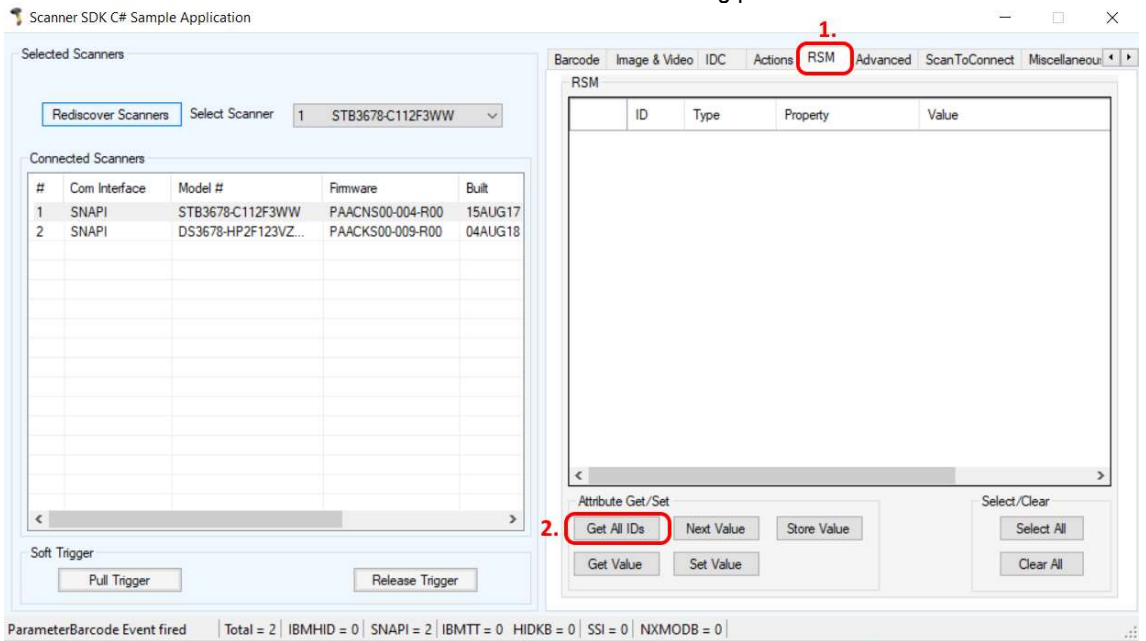 Scanner SDK C# Sample Application
1.
Selected Scanners
Rediscover Scanners Select Scanner 1 STB3678-C112F3WW
Connected Scanners
# Com Interface Model # Firmware Built
1 SNAPI STB3678-C112F3WW PAACNS00-004-R00 15AUG17
2 SNAPI DS3678-HP2F123VZ... PAACKS00-009-R00 04AUG18
Soft Trigger
Pull Trigger Release Trigger
Barcode Image & Video IDC Actions RSM Advanced ScanToConnect Miscellaneou
RSM
ID Type Property Value
Attribute Get/Set
2. Get All IDs Next Value Store Value
Get Value Set Value
Select/Clear
Select All
Clear All
ParameterBarcode Event fired Total = 2 IBMHID = 0 SNAPI = 2 IBMTT = 0 HIDKB = 0 SSI = 0 NXMODB = 0